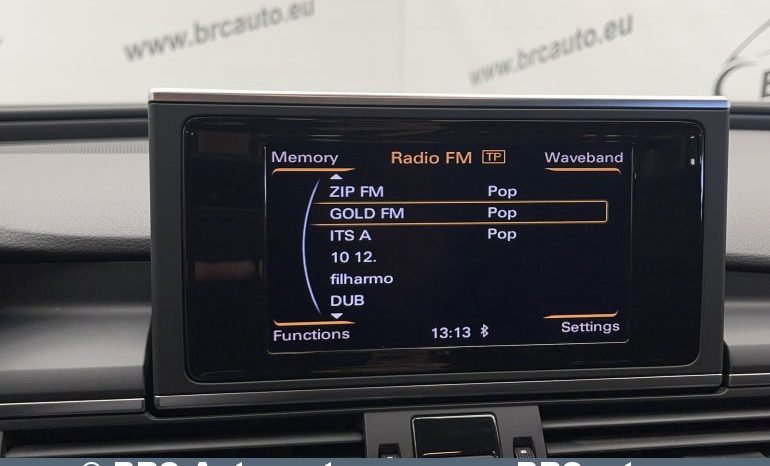 www.brcauto.eu
www.brcauto.eu
Memory Radio FM TP Waveband
ZIP FM Pop
GOLD FM Pop
ITS A Pop
10 12.
filharmo
DUB
Functions 13:13 Settings